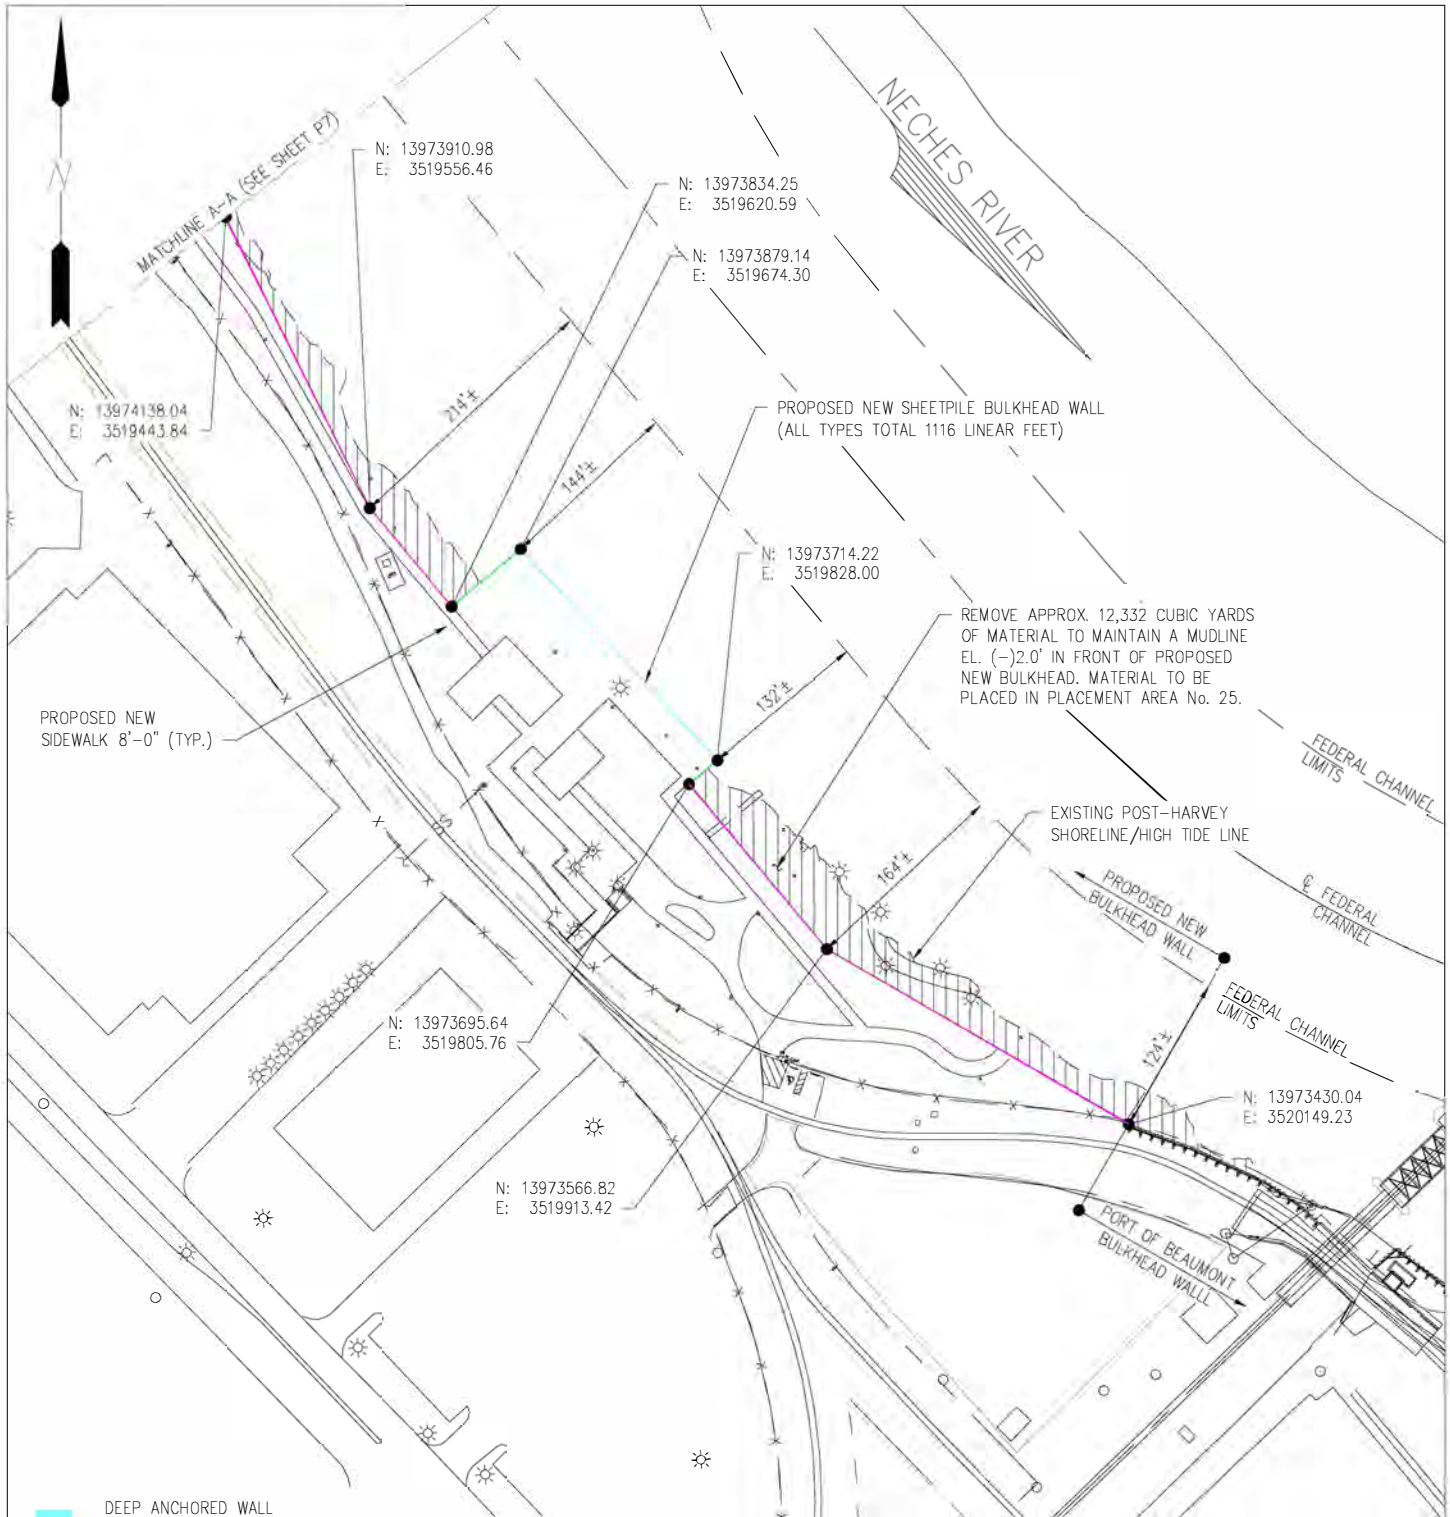 N
MATCHLINE A-A (SEE SHEET P7)
N: 13973910.98
E: 3519556.46
N: 13973834.25
E: 3519620.59
N: 13973879.14
E: 3519674.30
NECHES RIVER
N: 13974138.04
E: 3519443.84
214'±
144'±
PROPOSED NEW SHEETPILE BULKHEAD WALL
(ALL TYPES TOTAL 1116 LINEAR FEET)
N: 13973714.22
E: 3519828.00
REMOVE APPROX. 12,332 CUBIC YARDS
OF MATERIAL TO MAINTAIN A MUDLINE
EL. (-)2.0' IN FRONT OF PROPOSED
NEW BULKHEAD. MATERIAL TO BE
PLACED IN PLACEMENT AREA No. 25.
132'±
PROPOSED NEW
SIDEWALK 8'-0" (TYP.)
FEDERAL CHANNEL
LIMITS
EXISTING POST-HARVEY
SHORELINE/HIGH TIDE LINE
164'±
PROPOSED NEW
BULKHEAD WALL
℄ FEDERAL
CHANNEL
FEDERAL CHANNEL
LIMITS
N: 13973695.64
E: 3519805.76
124'±
N: 13973430.04
E: 3520149.23
N: 13973566.82
E: 3519913.42
PORT OF BEAUMONT
BULKHEAD WALLL
DEEP ANCHORED WALL